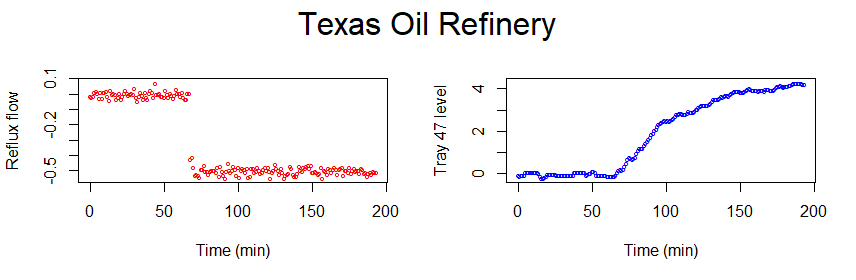 Texas Oil Refinery
Reflux flow
0.1
-0.2
-0.5
0 50 100 150 200
Time (min)
Tray 47 level
4
2
0
0 50 100 150 200
Time (min)